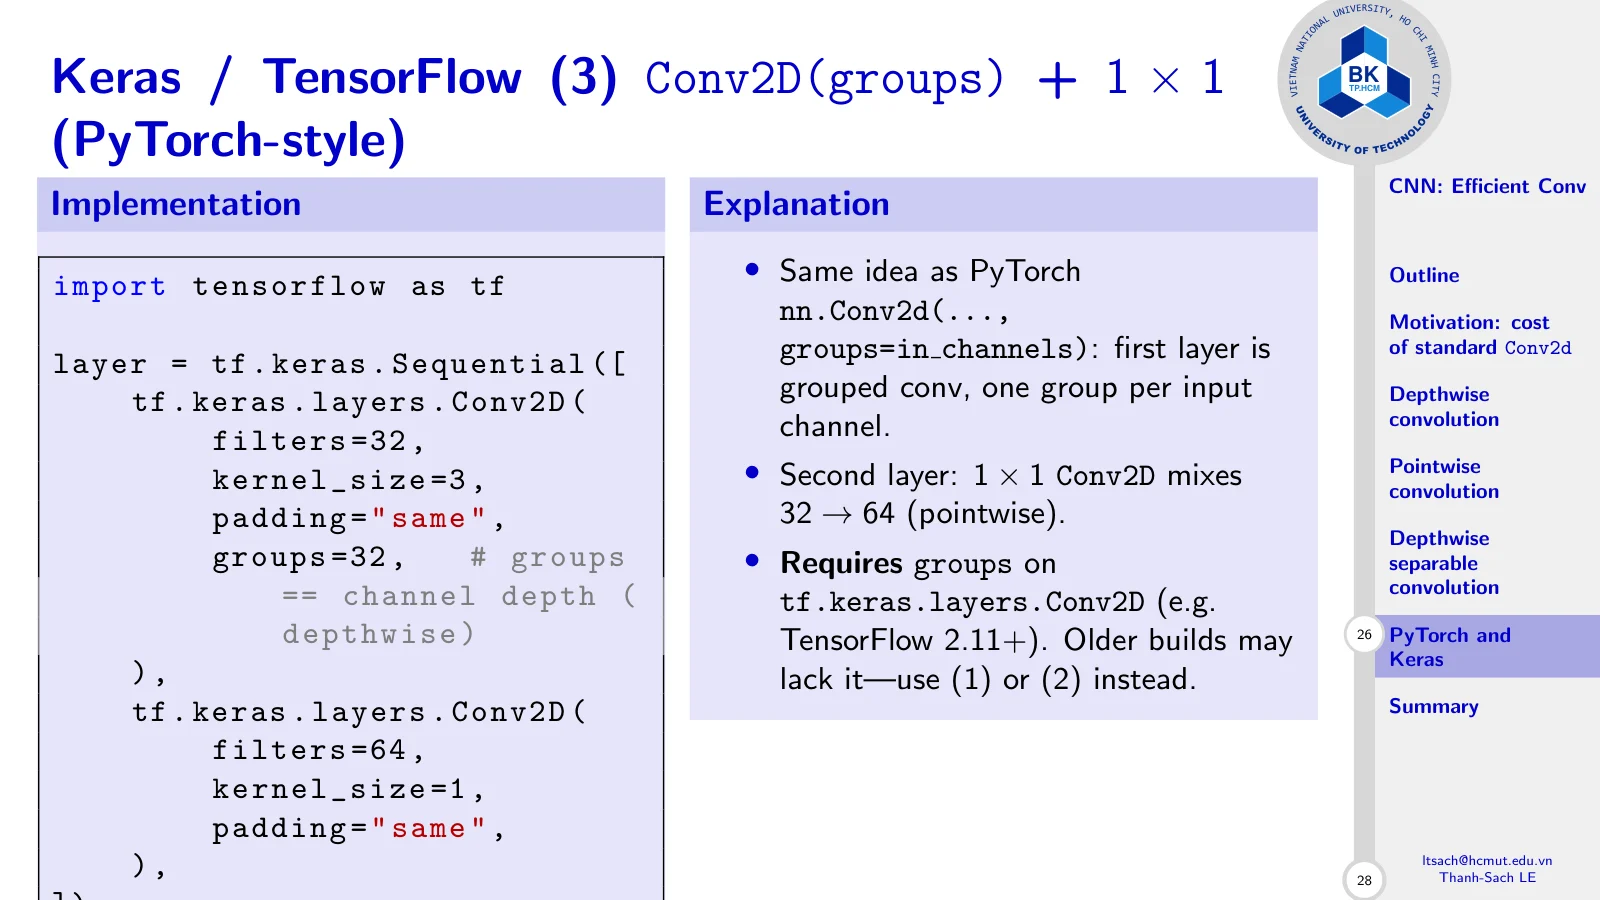 Keras / TensorFlow (3) Conv2D(groups) + 1 × 1
(PyTorch-style)
Implementation
import tensorflow as tf
layer = tf.keras.Sequential([
tf.keras.layers.Conv2D(
filters=32,
kernel_size=3,
padding="same",
groups=32, # groups
== channel depth (
depthwise)
),
tf.keras.layers.Conv2D(
filters=64,
kernel_size=1,
padding="same",
),
])
Explanation
• Same idea as PyTorch
nn.Conv2d(...,
groups=in_channels): first layer is
grouped conv, one group per input
channel.
• Second layer: 1 × 1 Conv2D mixes
32 → 64 (pointwise).
• Requires groups on
tf.keras.layers.Conv2D (e.g.
TensorFlow 2.11+). Older builds may
lack it—use (1) or (2) instead.
VIETNAM NATIONAL UNIVERSITY, HO CHI MINH CITY
BK
TP.HCM
UNIVERSITY OF TECHNOLOGY
CNN: Efficient Conv
Outline
Motivation: cost
of standard Conv2d
Depthwise
convolution
Pointwise
convolution
Depthwise
separable
convolution
26
PyTorch and
Keras
Summary
28
ltsach@hcmut.edu.vn
Thanh-Sach LE